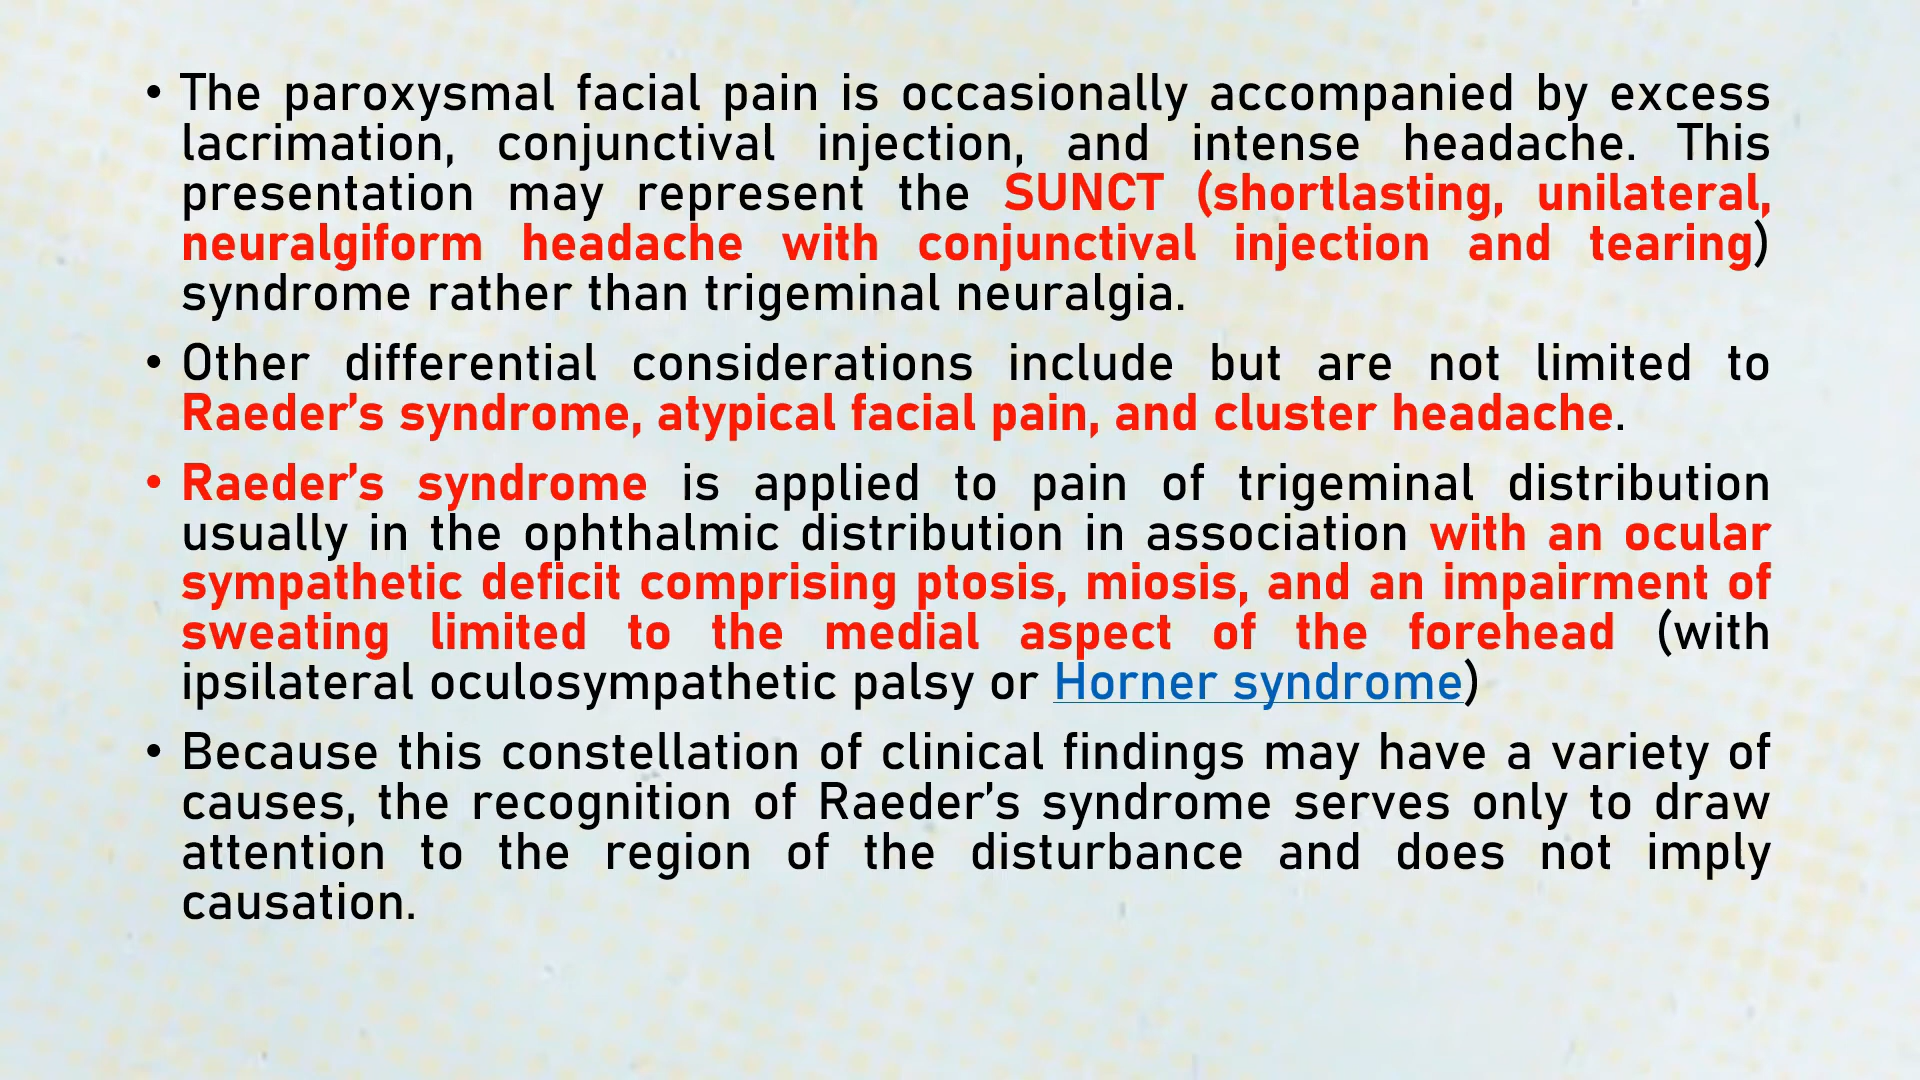 • The paroxysmal facial pain is occasionally accompanied by excess
lacrimation, conjunctival injection, and intense headache. This
presentation may represent the SUNCT (shortlasting, unilateral,
neuralgiform headache with conjunctival injection and tearing)
syndrome rather than trigeminal neuralgia.
• Other differential considerations include but are not limited to
Raeder’s syndrome, atypical facial pain, and cluster headache.
• Raeder’s syndrome is applied to pain of trigeminal distribution
usually in the ophthalmic distribution in association with an ocular
sympathetic deficit comprising ptosis, miosis, and an impairment of
sweating limited to the medial aspect of the forehead (with
ipsilateral oculosympathetic palsy or Horner syndrome)
• Because this constellation of clinical findings may have a variety of
causes, the recognition of Raeder’s syndrome serves only to draw
attention to the region of the disturbance and does not imply
causation.